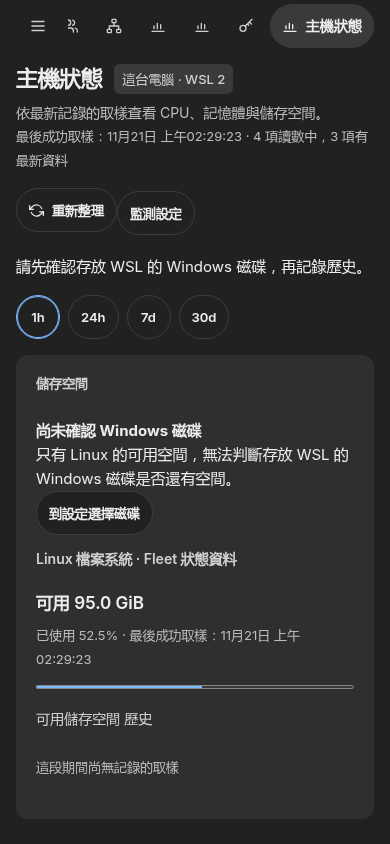 主機狀態
主機狀態 這台電腦 · WSL 2
依最新記錄的取樣查看 CPU、記憶體與儲存空間。
最後成功取樣：11月21日 上午02:29:23 · 4 項讀數中，3 項有
最新資料
重新整理 監測設定
請先確認存放 WSL 的 Windows 磁碟，再記錄歷史。
1h 24h 7d 30d
儲存空間
尚未確認 Windows 磁碟
只有 Linux 的可用空間，無法判斷存放 WSL 的
Windows 磁碟是否還有空間。
到設定選擇磁碟
Linux 檔案系統 · Fleet 狀態資料
可用 95.0 GiB
已使用 52.5% · 最後成功取樣：11月21日 上午
02:29:23
可用儲存空間 歷史
這段期間尚無記錄的取樣